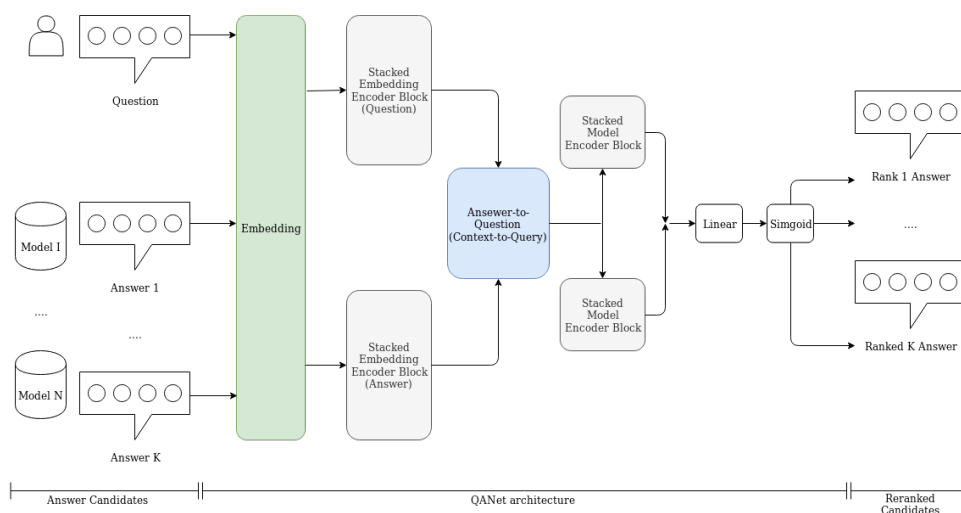 Question
Model I
Answer 1
....
....
Model N
Answer K
Embedding
Stacked
Embedding
Encoder Block
(Question)
Stacked
Embedding
Encoder Block
(Answer)
Ansewer-to-
Question
(Context-to-Query)
Stacked
Model
Encoder Block
Stacked
Model
Encoder Block
Linear
Simgoid
Rank 1 Answer
....
Ranked K Answer
Answer Candidates
QANet architecture
Reranked
Candidates